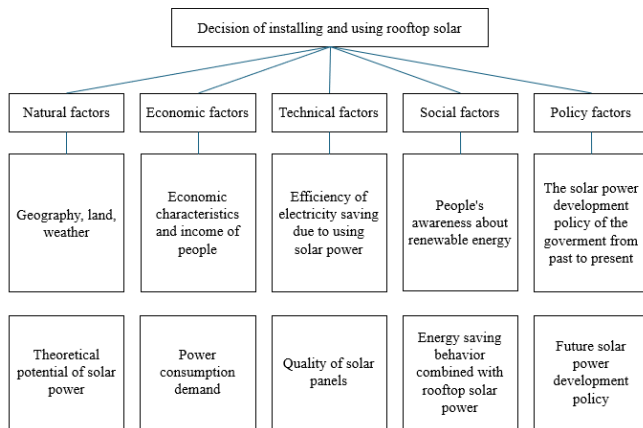 Decision of installing and using rooftop solar
Natural factors
Economic factors
Technical factors
Social factors
Policy factors
Geography, land,
weather
Economic
characteristics
and income of
people
Efficiency of
electricity saving
due to using
solar power
People's
awareness about
renewable energy
The solar power
development
policy of the
goverment from
past to present
Theoretical
potential of solar
power
Power
consumption
demand
Quality of solar
panels
Energy saving
behavior
combined with
rooftop solar
power
Future solar
power
development
policy